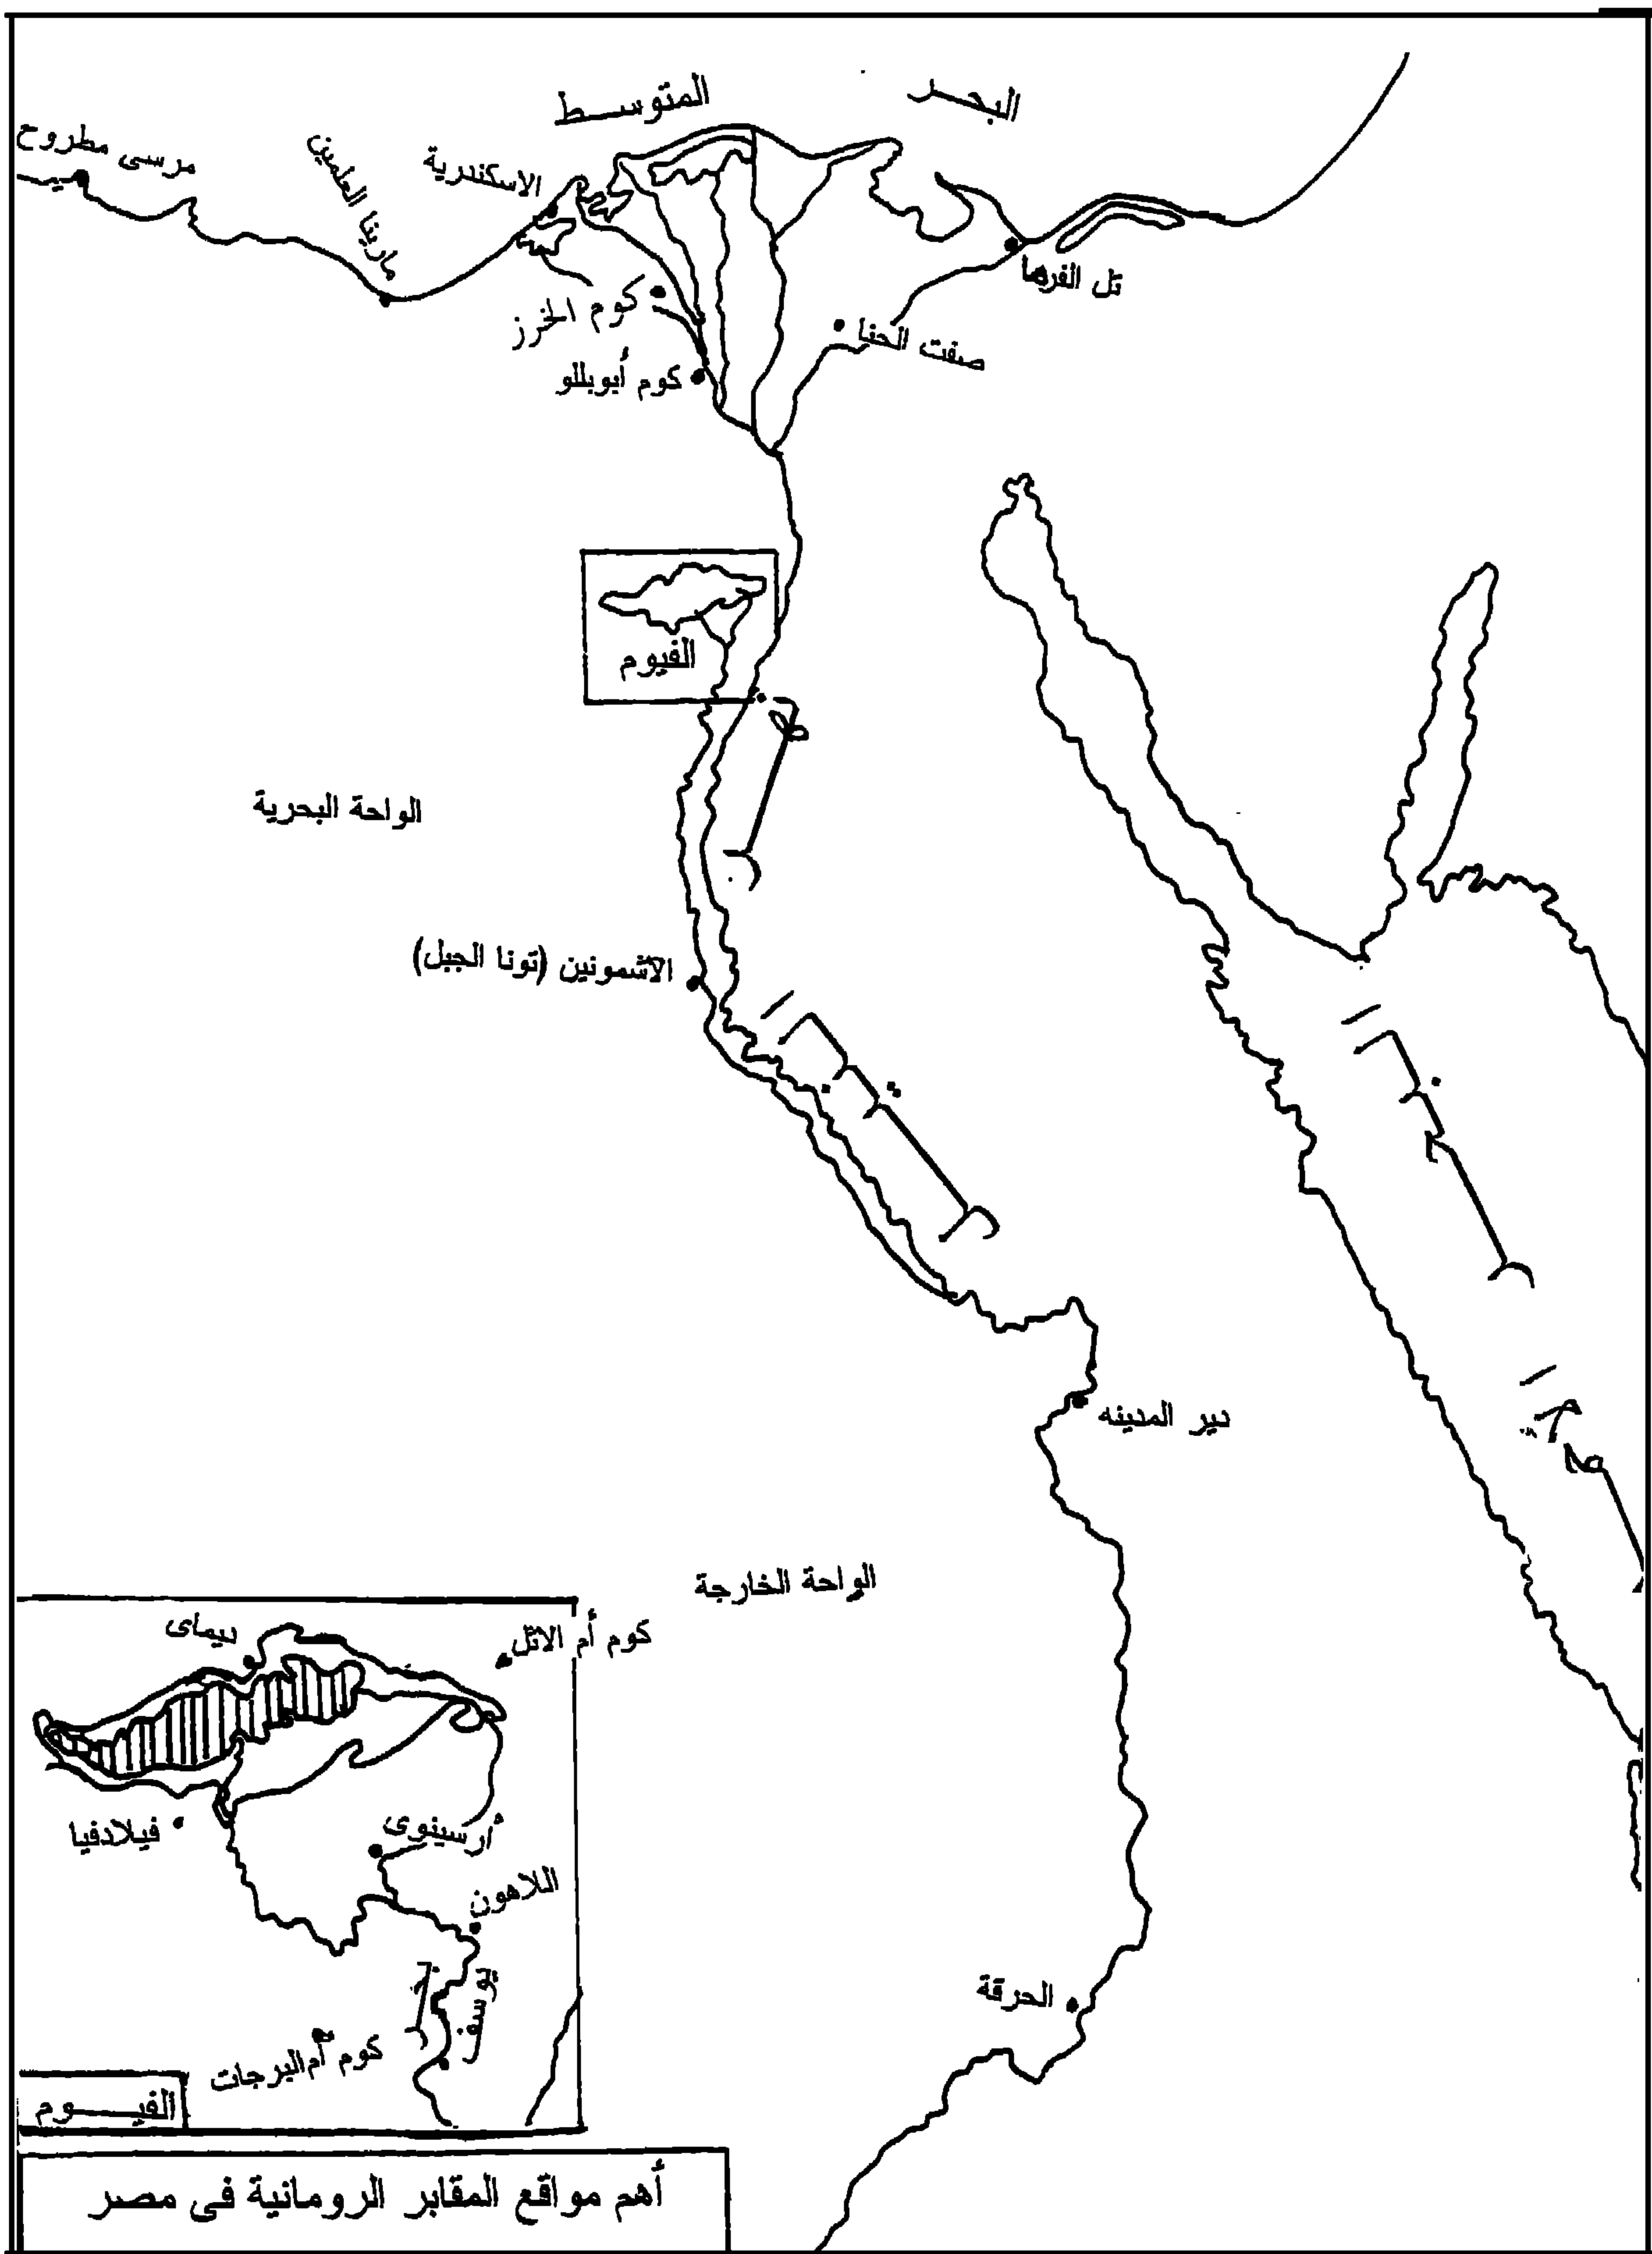 البحر
المتوسط
مرسى مطروح
مارينا العلمين
الاسكندرية
تل الفرما
كوم الخرز
صفت الحنا
كوم أبوبللو
الفيوم
الواحة البحرية
الأشمونين (تونا الجبل)
دير المدينه
الواحة الخارجة
كوم أم الاتل
ديماى
فيلادفيا
أرسينوى
اللاهون
بحر
يوسف
كوم أم البرجات
الحرقة
الفيوم
أهم مواقع المقابر الرومانية فى مصر